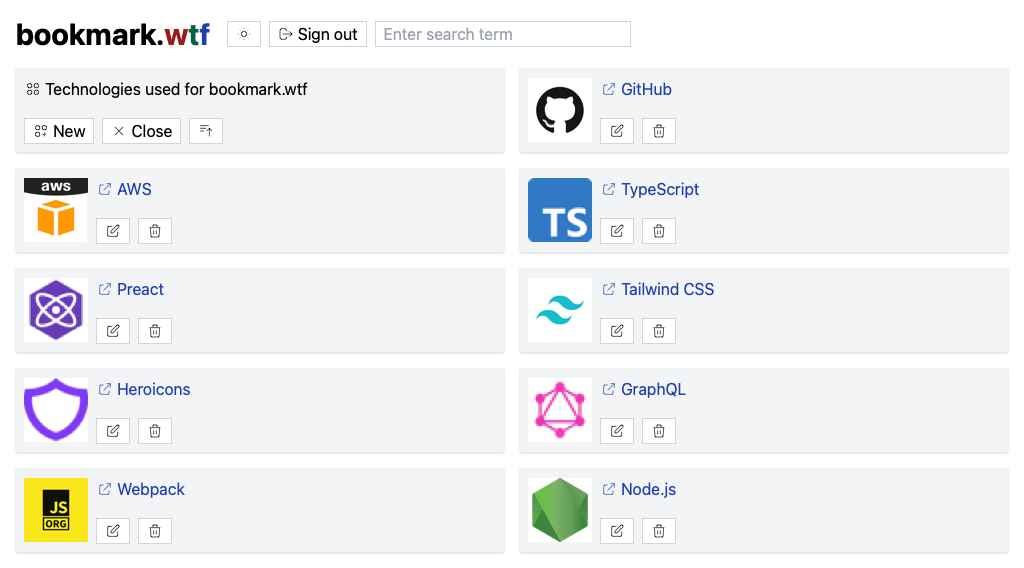 bookmark.wtf
Sign out
Enter search term
Technologies used for bookmark.wtf
New
Close
GitHub
aws
AWS
TS
TypeScript
Preact
Tailwind CSS
Heroicons
GraphQL
JS
ORG
Webpack
Node.js